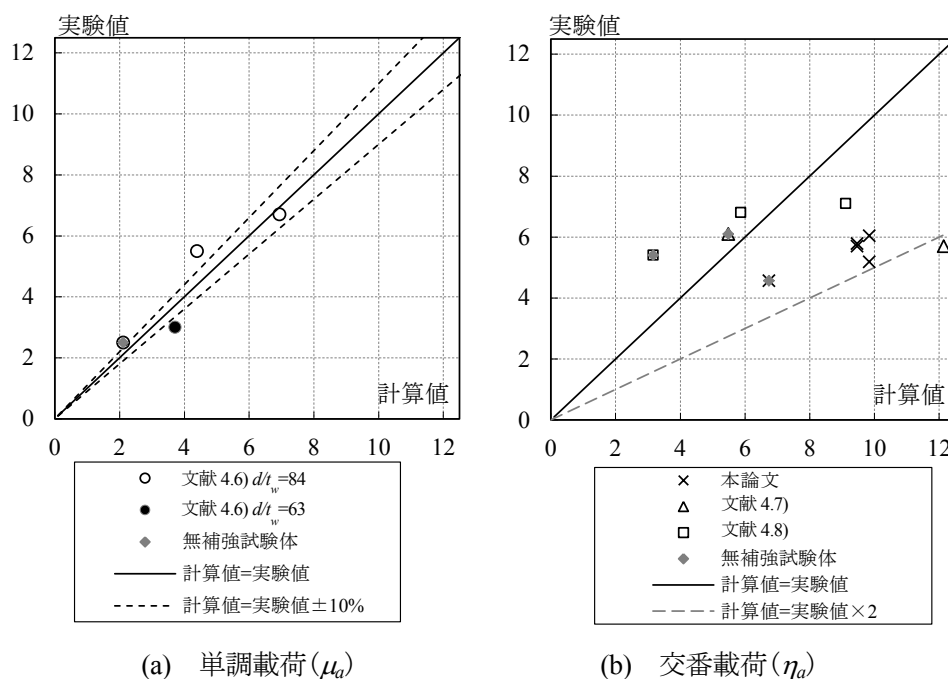 実験値
12
10
8
6
4
2
0
計算値
0 2 4 6 8 10 12
文献 4.6) d/t_w=84
文献 4.6) d/t_w=63
無補強試験体
計算値=実験値
計算値=実験値±10%
(a) 単調載荷(μ_a)
実験値
12
10
8
6
4
2
0
計算値
0 2 4 6 8 10 12
本論文
文献 4.7)
文献 4.8)
無補強試験体
計算値=実験値
計算値=実験値×2
(b) 交番載荷(η_a)